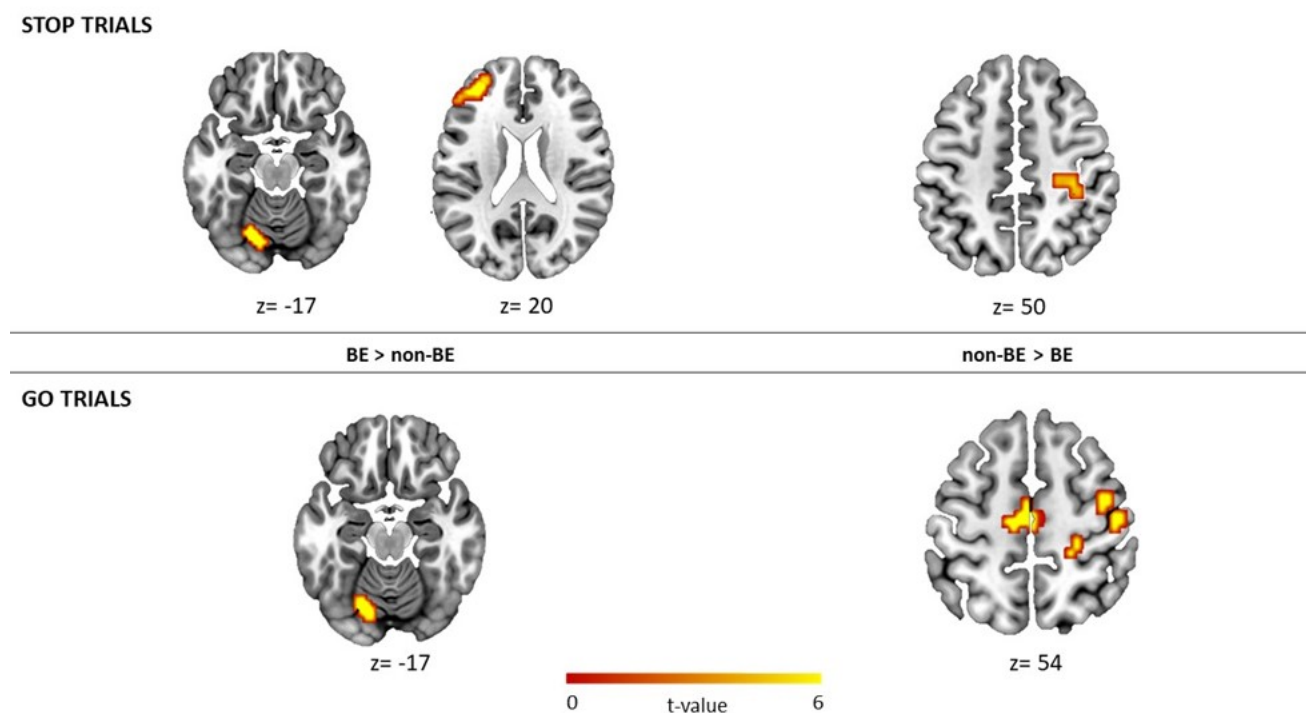 STOP TRIALS
z= -17
z= 20
z= 50
BE > non-BE
non-BE > BE
GO TRIALS
z= -17
z= 54
0
t-value
6